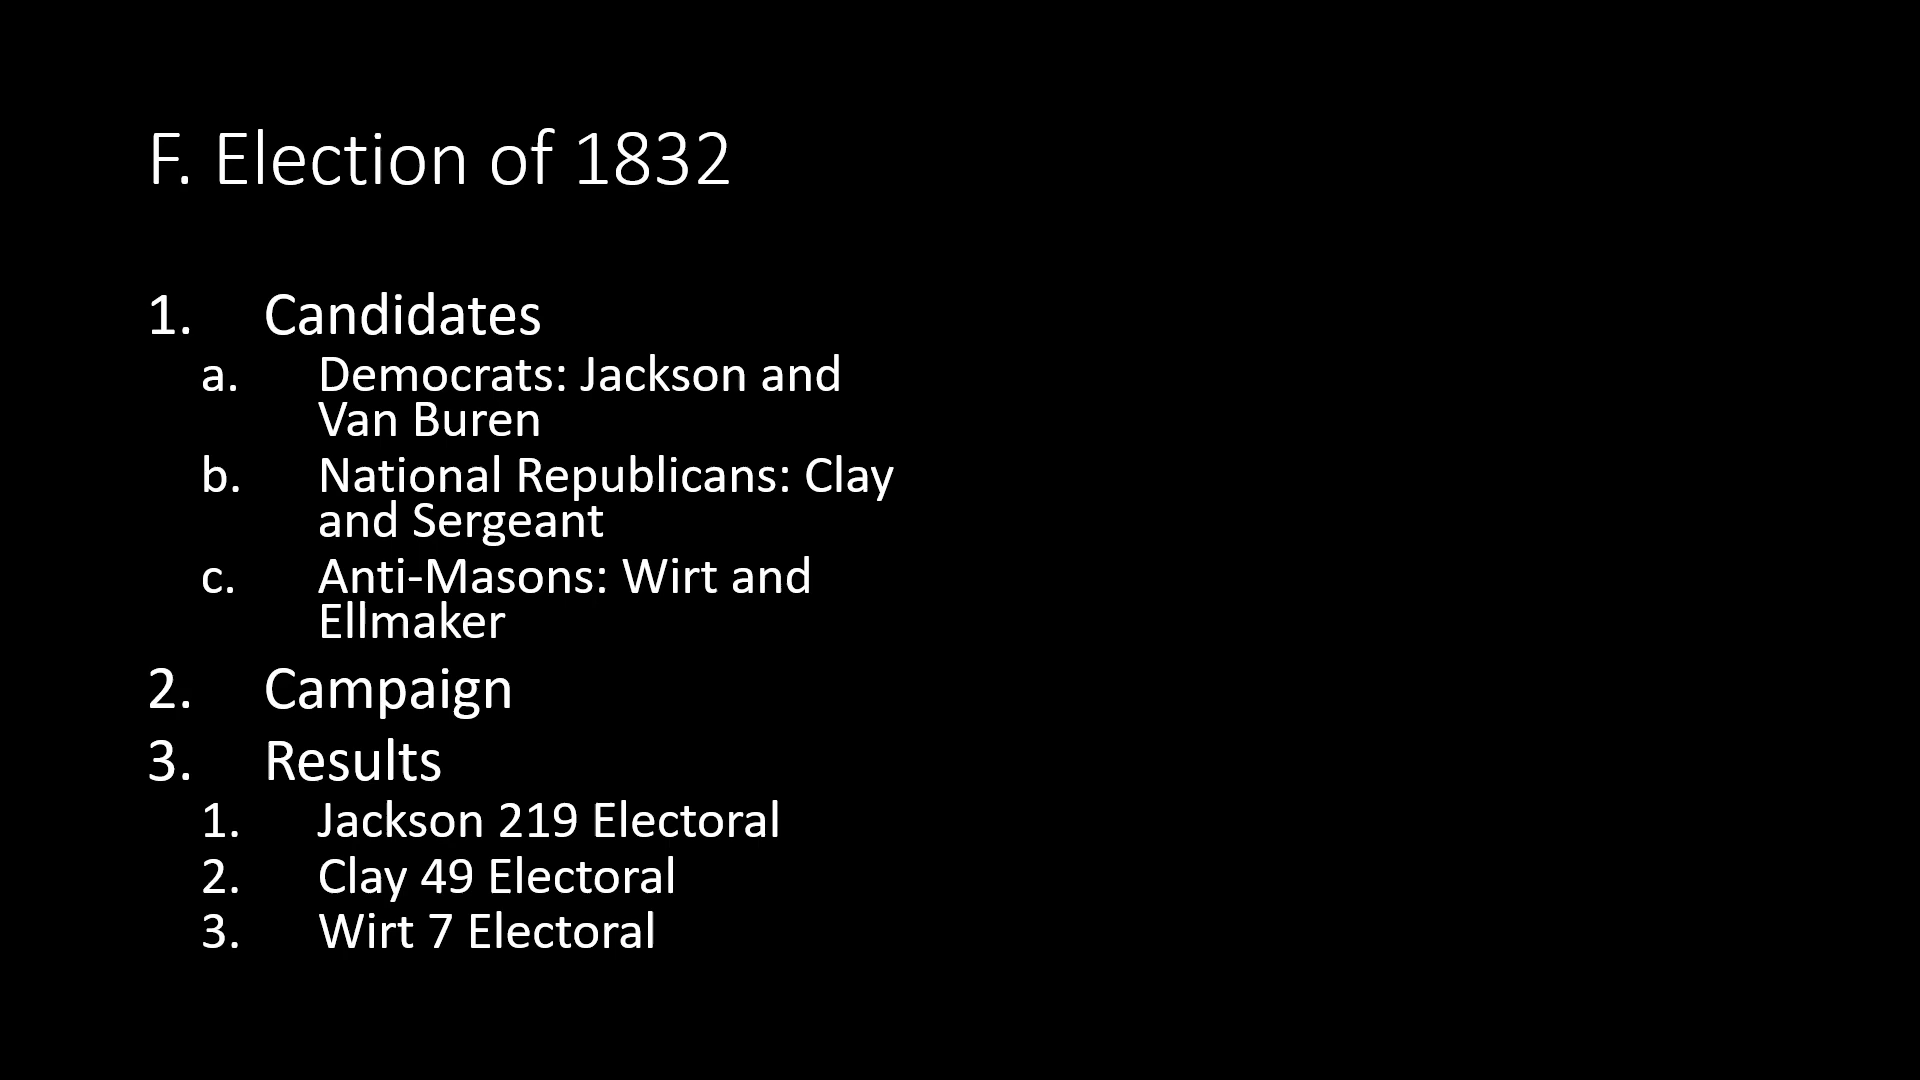 F. Election of 1832
1. Candidates
a. Democrats: Jackson and
Van Buren
b. National Republicans: Clay
and Sergeant
c. Anti-Masons: Wirt and
Ellmaker
2. Campaign
3. Results
1. Jackson 219 Electoral
2. Clay 49 Electoral
3. Wirt 7 Electoral